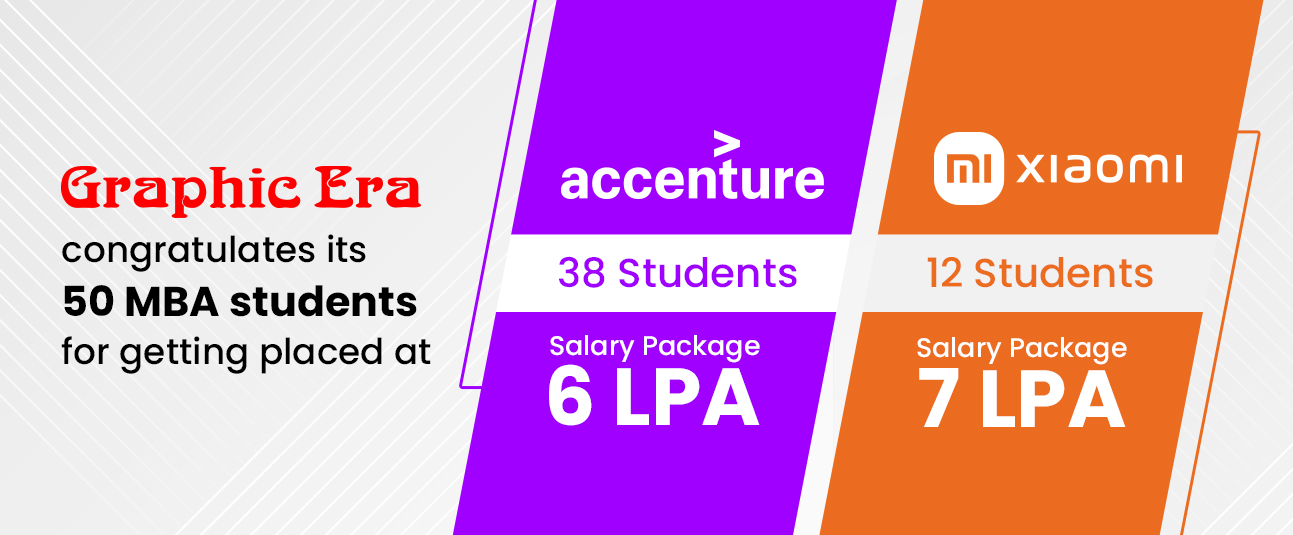 Graphic Era
congratulates its
50 MBA students
for getting placed at
accenture
38 Students
Salary Package
6 LPA
mi xiaomi
12 Students
Salary Package
7 LPA